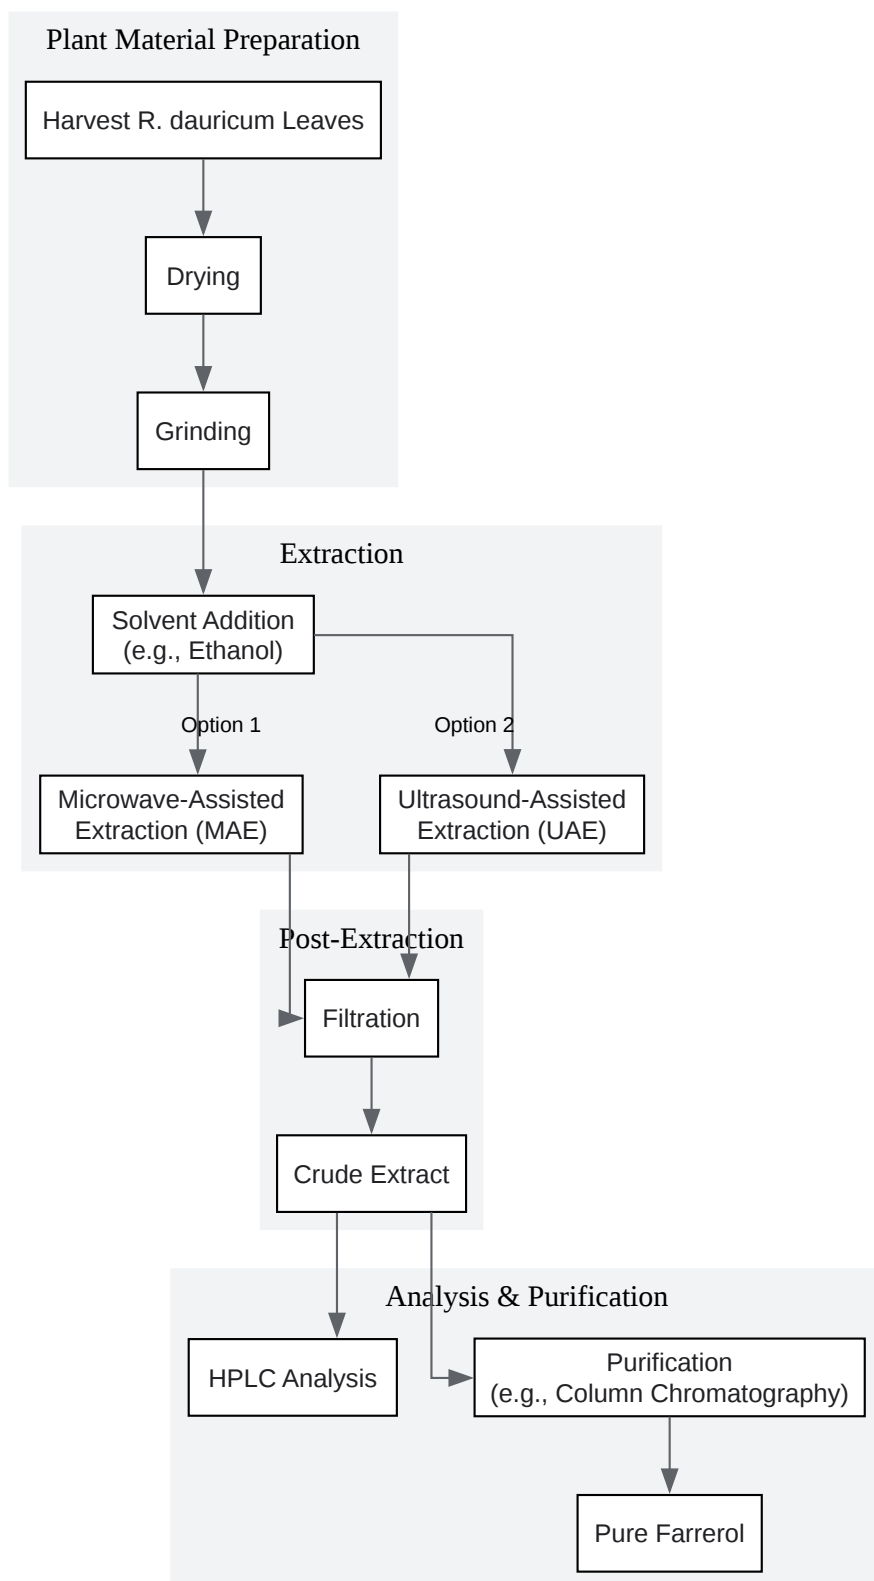 Plant Material Preparation
Harvest R. dauricum Leaves
Drying
Grinding
Extraction
Solvent Addition
(e.g., Ethanol)
Option 1
Option 2
Microwave-Assisted
Extraction (MAE)
Ultrasound-Assisted
Extraction (UAE)
Post-Extraction
Filtration
Crude Extract
Analysis & Purification
HPLC Analysis
Purification
(e.g., Column Chromatography)
Pure Farrerol